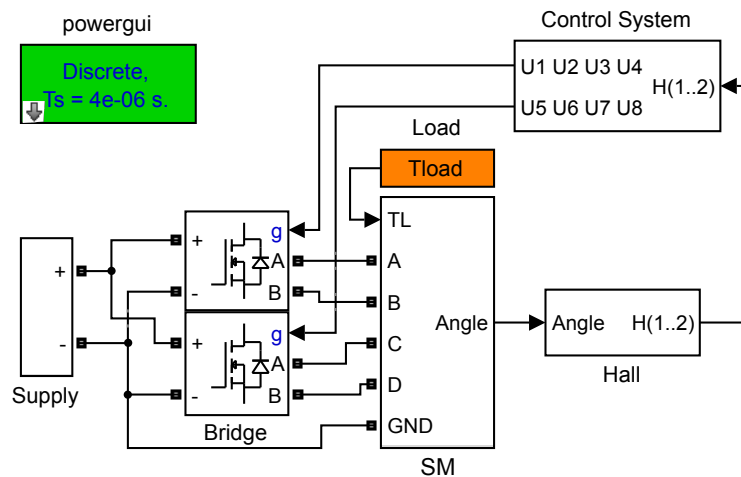 powergui
Discrete,
Ts = 4e-06 s.
Control System
U1 U2 U3 U4
H(1..2)
U5 U6 U7 U8
Load
Tload
+
-
Supply
+
g
A
-
B
+
g
A
-
B
Bridge
TL
A
B
C
D
GND
Angle
SM
Angle
H(1..2)
Hall